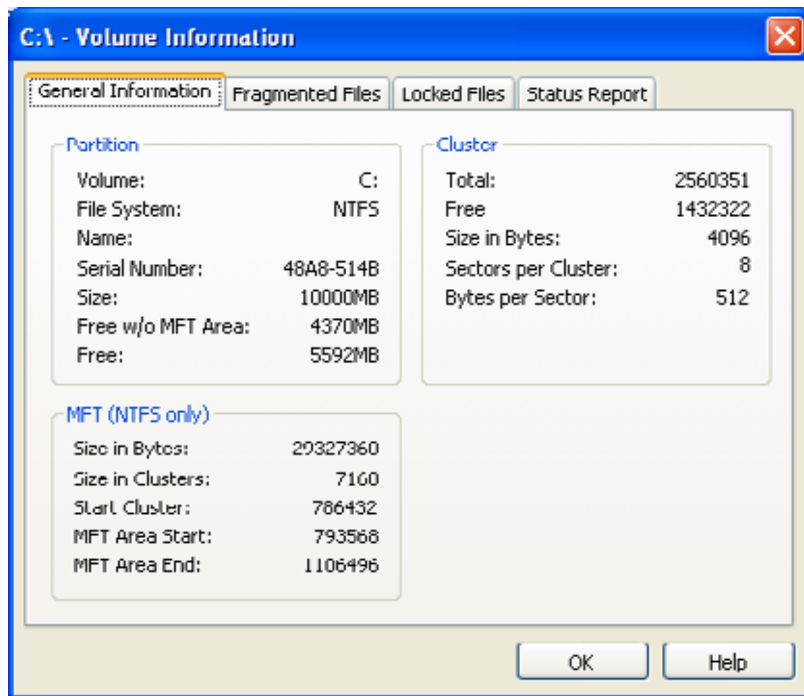 C:\ - Volume Information
General Information
Fragmented Files
Locked Files
Status Report
Partition
Volume: C:
File System: NTFS
Name:
Serial Number: 48A8-514B
Size: 10000MB
Free w/o MFT Area: 4370MB
Free: 5592MB
Cluster
Total: 2560351
Free 1432322
Size in Bytes: 4096
Sectors per Cluster: 8
Bytes per Sector: 512
MFT (NTFS only)
Size in Bytes: 29327360
Size in Clusters: 7160
Start Cluster: 786432
MFT Area Start: 793568
MFT Area End: 1106496
OK
Help